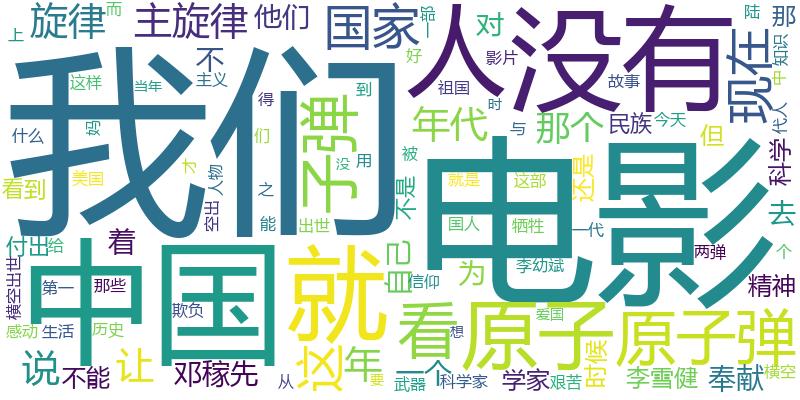 上 旋律 而 主旋律 他们 国家 给 一 对 陆 那
这样 当年 不 好 影片 中 知识
主义 祖国 故事 现在
我们 人 没有
什么 得 到 时 与 代人
妈 们 子弹 年代 那个 民族 今天 但
看到 美国 才 人物 没 用 被 就是 这部 还是 科学
空出 之 能 出世 不是 电影 去
付出 给 着 国人 牺牲 一代 两弹 个
横空出世 第一 那些 中国 就 自己 信仰 为 李幼斌 精神
感动 生活 历史 欺负 看 原子 想 爱国 原子弹
说 不能 让 邓稼先 从 这 年 要 一个 武器 科学家 学家 艰苦 时候 李雪健 奉献 横空